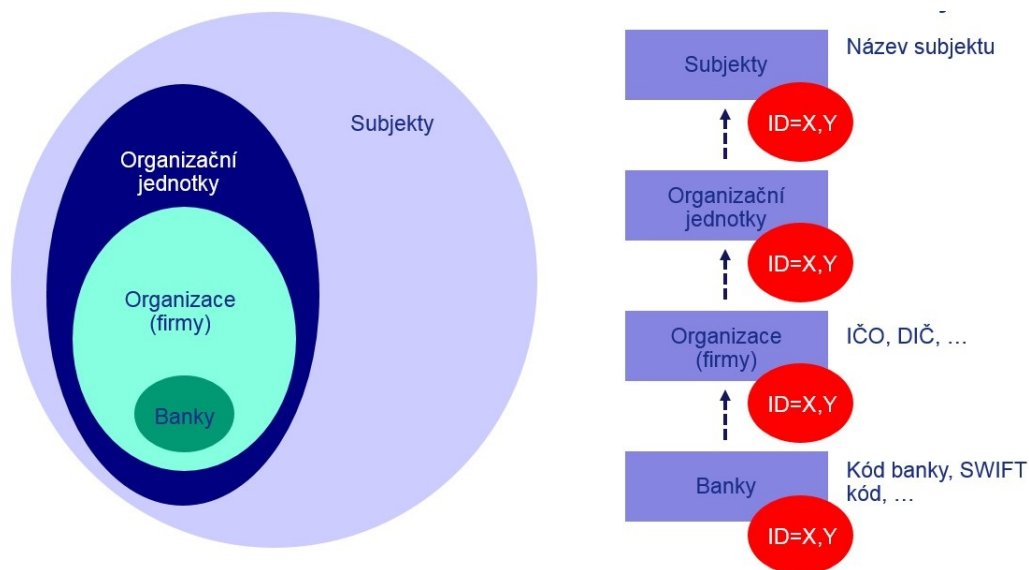 Subjekty
Organizační
jednotky
Organizace
(firmy)
Banky
Subjekty
Název subjektu
ID=X,Y
Organizační
jednotky
ID=X,Y
Organizace
(firmy)
IČO, DIČ, …
ID=X,Y
Banky
Kód banky, SWIFT
kód, …
ID=X,Y